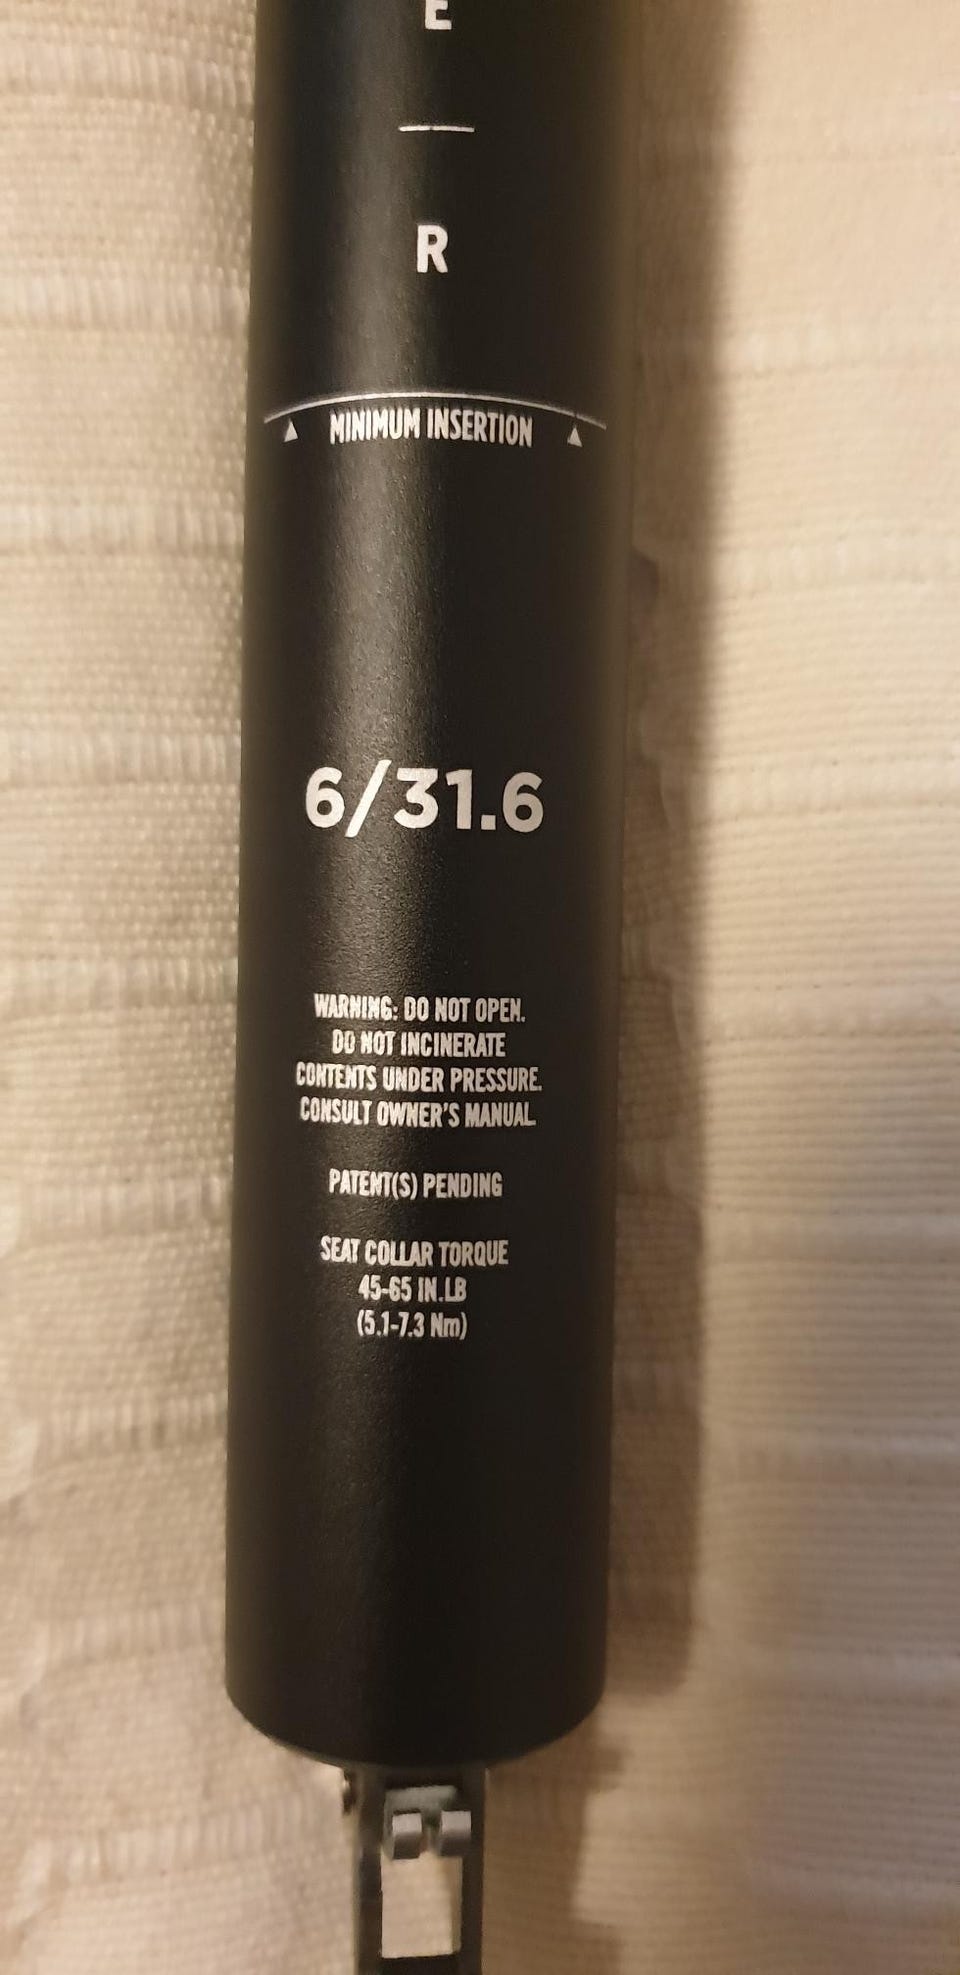 E
R
MINIMUM INSERTION
6/31.6
WARNING: DO NOT OPEN.
DO NOT INCINERATE
CONTENTS UNDER PRESSURE.
CONSULT OWNER'S MANUAL.
PATENT(S) PENDING
SEAT COLLAR TORQUE
45-65 IN.LB
(5.1-7.3 Nm)